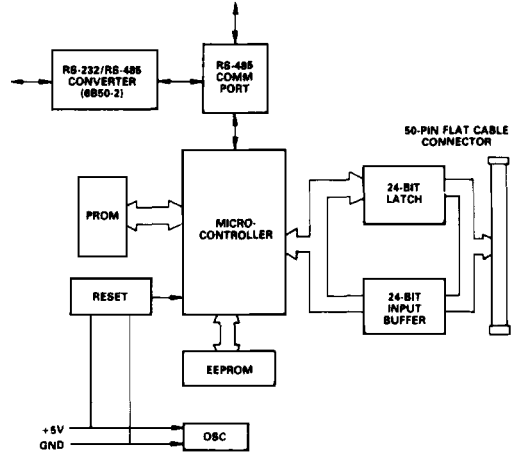 RS-232/RS-485
CONVERTER
(6B50-2)
RS-485
COMM
PORT
50-PIN FLAT CABLE
CONNECTOR
PROM
MICRO-
CONTROLLER
24-BIT
LATCH
RESET
24-BIT
INPUT
BUFFER
EEPROM
+5V
GND
OSC